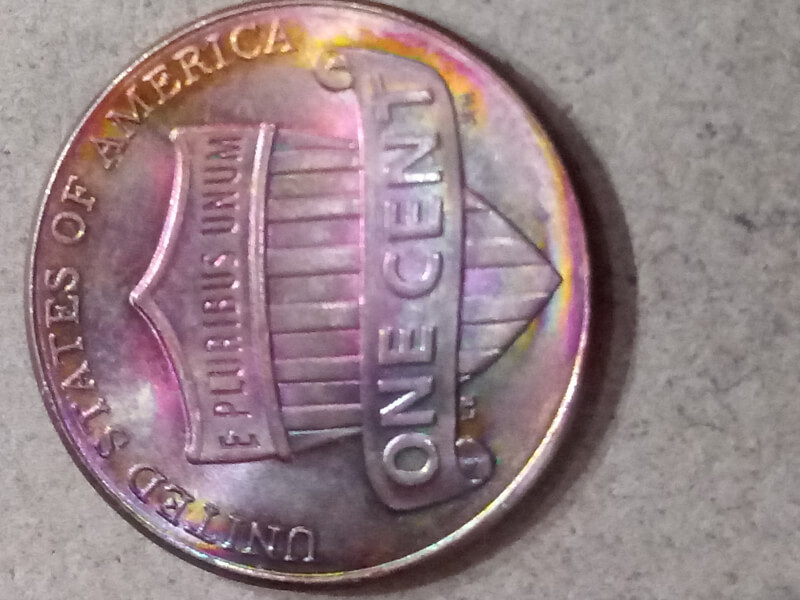 UNITED STATES OF AMERICA
E PLURIBUS UNUM
ONE CENT